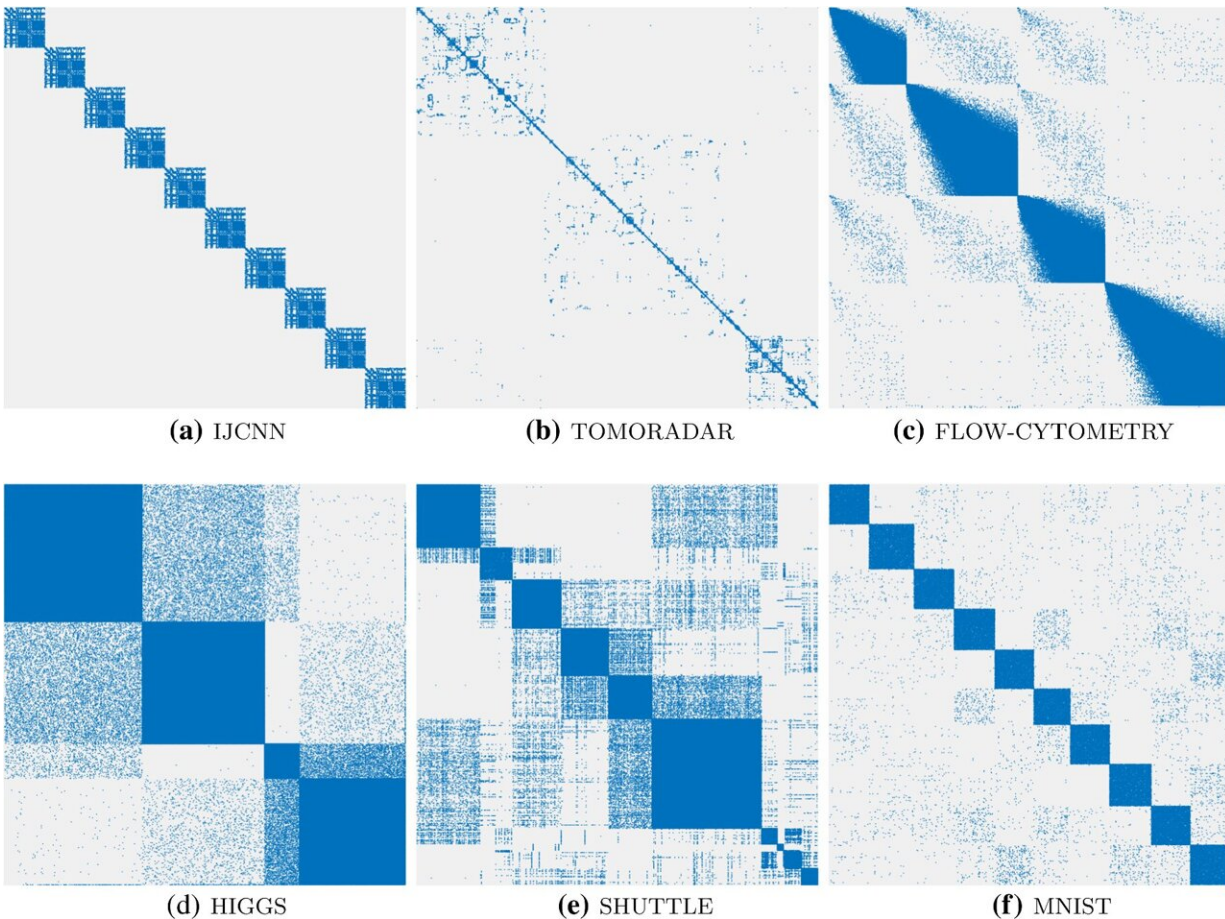 (a) IJCNN
(b) TOMORADAR
(c) FLOW-CYTOMETRY
(d) HIGGS
(e) SHUTTLE
(f) MNIST